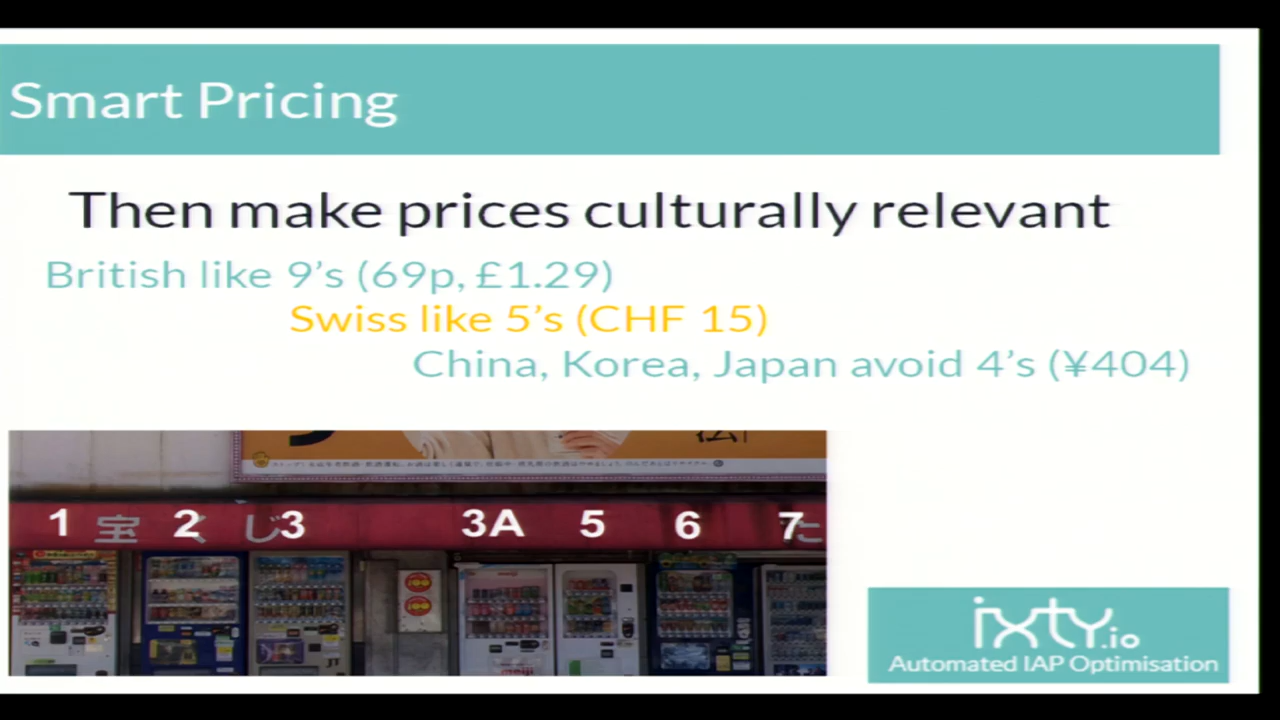 Smart Pricing
Then make prices culturally relevant
British like 9's (69p, £1.29)
Swiss like 5's (CHF 15)
China, Korea, Japan avoid 4's (¥404)
1 2 3 3A 5 6 7
宝くじ
た
ixty.io
Automated IAP Optimisation